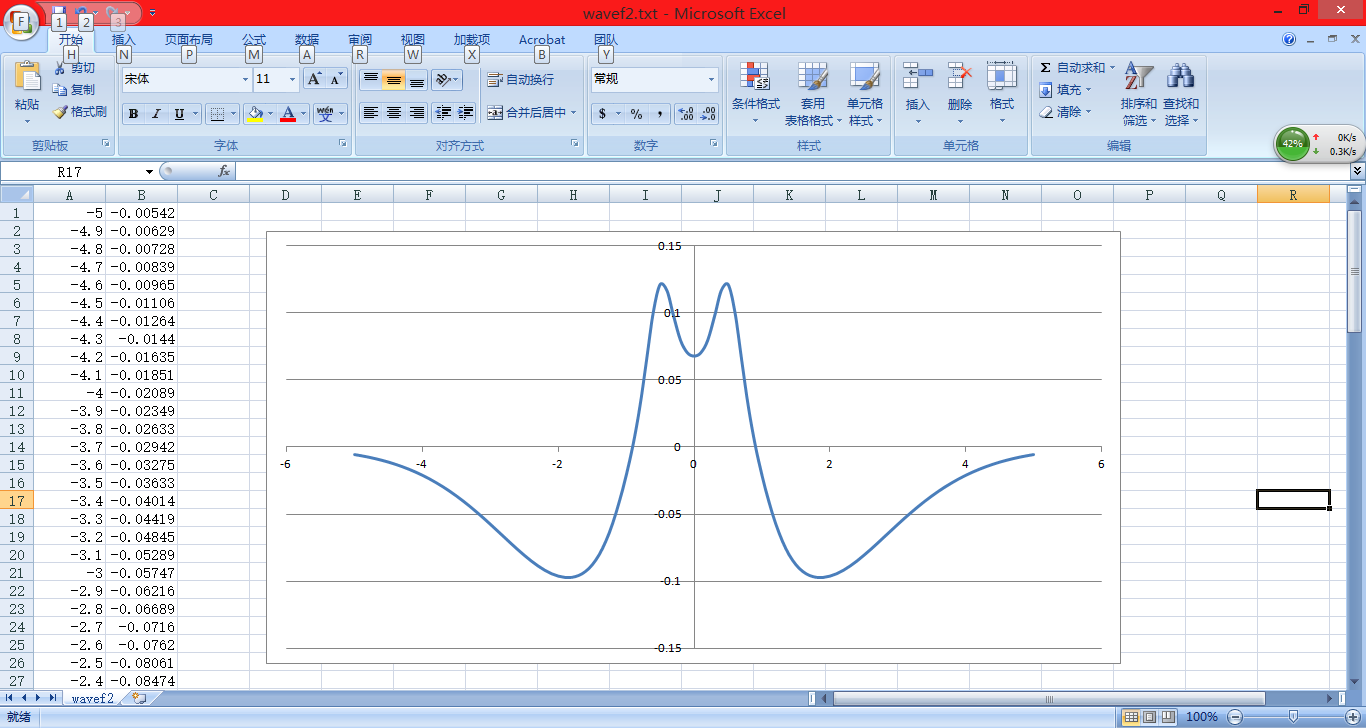 wavef2.txt - Microsoft Excel
F 1 2 3
开始 插入 页面布局 公式 数据 审阅 视图 加载项 Acrobat 团队
H N P M A R W X B Y
粘贴
剪切
复制
格式刷
剪贴板
宋体 11 A A
B I U A wén
字体
自动换行
合并后居中
对齐方式
常规
$ % , .00 .00
数字
条件格式
套用
表格格式
单元格
样式
样式
插入 删除 格式
单元格
Σ 自动求和
填充
清除
排序和
筛选
查找和
选择
编辑
42% 0K/s
0.3K/s
R17 fx
A B C D E F G H I J K L M N O P Q R
1 -5 -0.00542
2 -4.9 -0.00629
3 -4.8 -0.00728
4 -4.7 -0.00839
5 -4.6 -0.00965
6 -4.5 -0.01106
7 -4.4 -0.01264
8 -4.3 -0.0144
9 -4.2 -0.01635
10 -4.1 -0.01851
11 -4 -0.02089
12 -3.9 -0.02349
13 -3.8 -0.02633
14 -3.7 -0.02942
15 -3.6 -0.03275
16 -3.5 -0.03633
17 -3.4 -0.04014
18 -3.3 -0.04419
19 -3.2 -0.04845
20 -3.1 -0.05289
21 -3 -0.05747
22 -2.9 -0.06216
23 -2.8 -0.06689
24 -2.7 -0.0716
25 -2.6 -0.0762
26 -2.5 -0.08061
27 -2.4 -0.08474
0.15
0.1
0.05
0
-0.05
-0.1
-0.15
-6 -4 -2 0 2 4 6
wavef2
就绪 100%